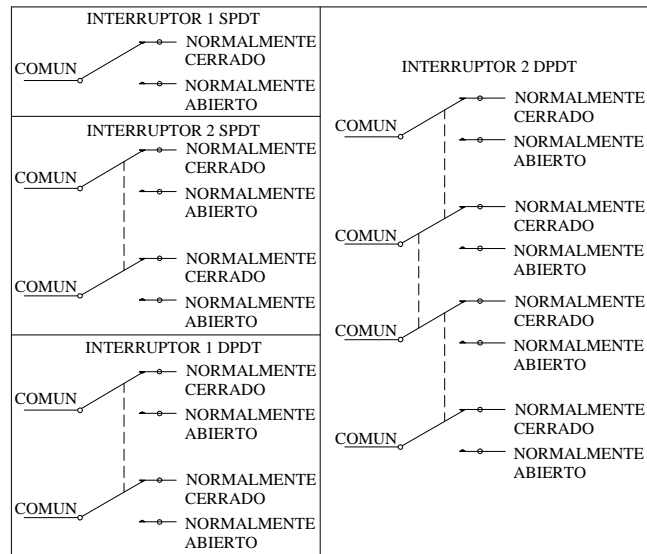 INTERRUPTOR 1 SPDT
NORMALMENTE
CERRADO
COMUN
NORMALMENTE
ABIERTO
INTERRUPTOR 2 SPDT
NORMALMENTE
CERRADO
COMUN
NORMALMENTE
ABIERTO
NORMALMENTE
CERRADO
COMUN
NORMALMENTE
ABIERTO
INTERRUPTOR 1 DPDT
NORMALMENTE
CERRADO
COMUN
NORMALMENTE
ABIERTO
NORMALMENTE
CERRADO
COMUN
NORMALMENTE
ABIERTO
INTERRUPTOR 2 DPDT
NORMALMENTE
CERRADO
COMUN
NORMALMENTE
ABIERTO
NORMALMENTE
CERRADO
COMUN
NORMALMENTE
ABIERTO
NORMALMENTE
CERRADO
COMUN
NORMALMENTE
ABIERTO
NORMALMENTE
CERRADO
COMUN
NORMALMENTE
ABIERTO